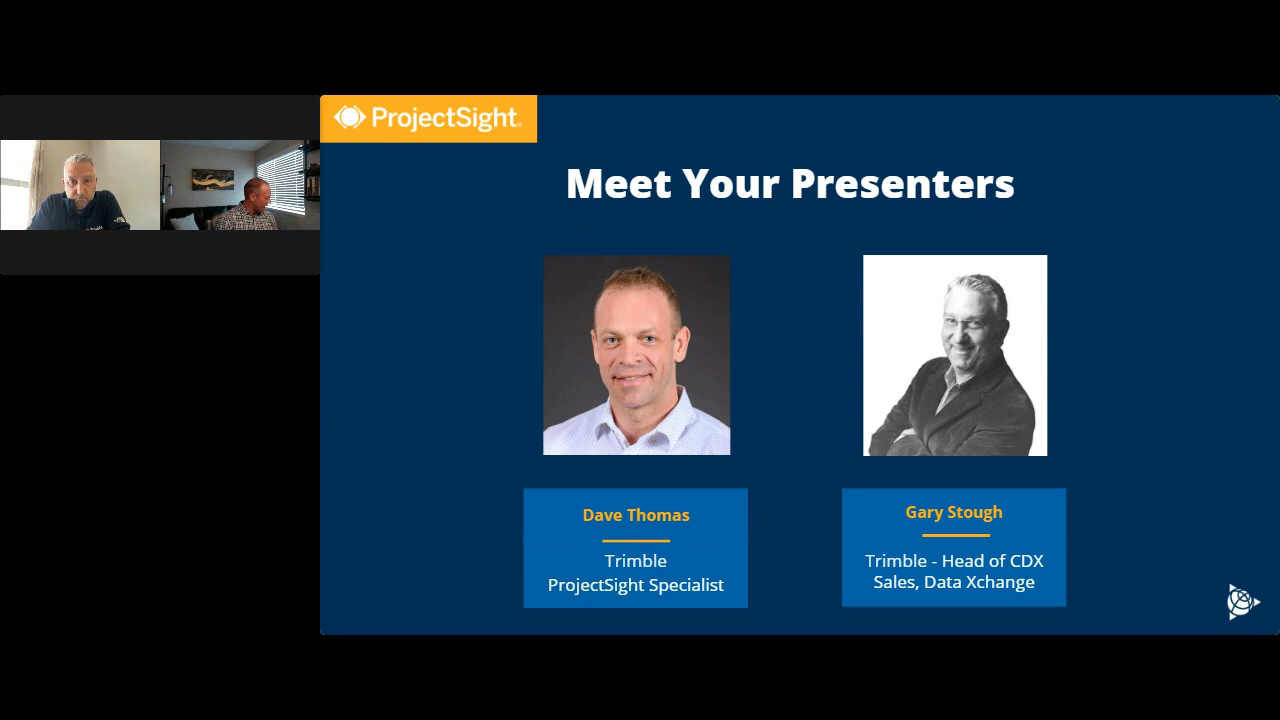 ProjectSight
Meet Your Presenters
Dave Thomas
Trimble
ProjectSight Specialist
Gary Stough
Trimble - Head of CDX
Sales, Data Xchange